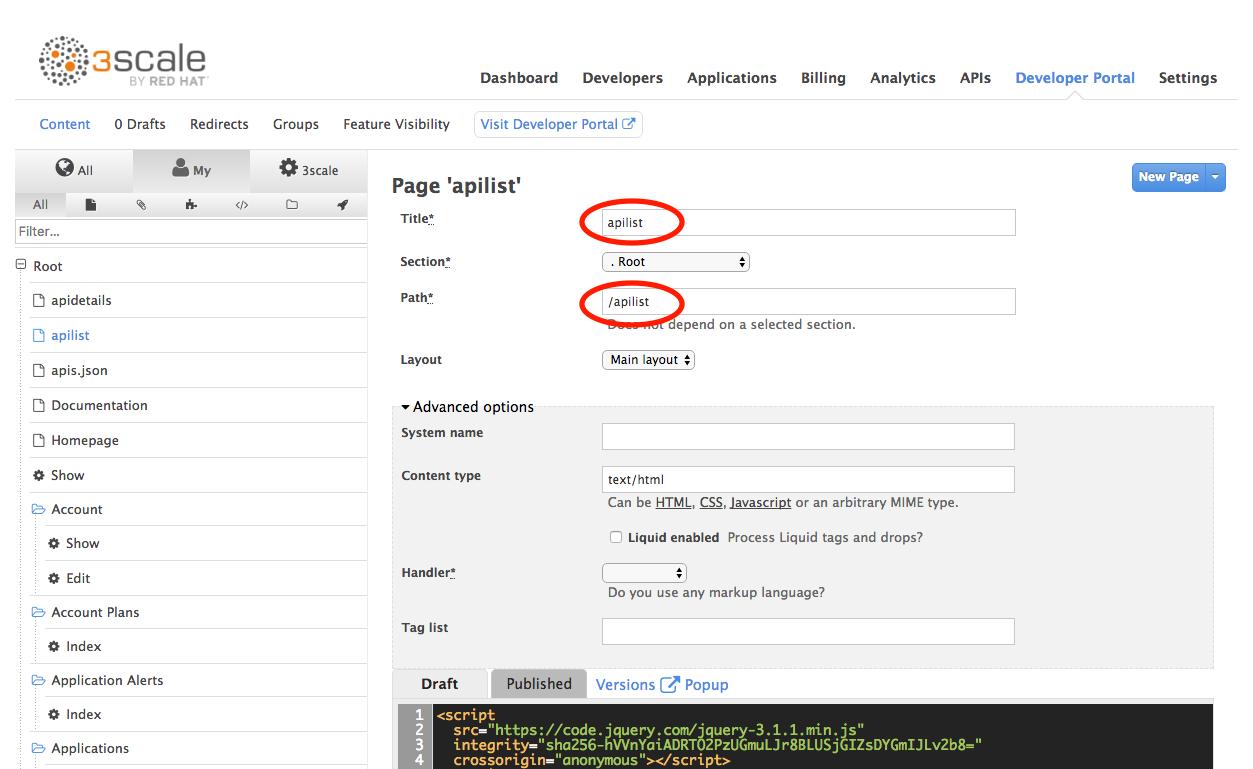 3scale
BY RED HAT
Dashboard Developers Applications Billing Analytics APIs Developer Portal Settings
Content 0 Drafts Redirects Groups Feature Visibility Visit Developer Portal
All My 3scale
All
Filter...
Root
apidetails
apilist
apis.json
Documentation
Homepage
Show
Account
Show
Edit
Account Plans
Index
Application Alerts
Index
Applications
Page 'apilist'
New Page
Title* apilist
Section* . Root
Path* /apilist
Does not depend on a selected section.
Layout Main layout
Advanced options
System name
Content type text/html
Can be HTML, CSS, Javascript or an arbitrary MIME type.
Liquid enabled Process Liquid tags and drops?
Handler*
Do you use any markup language?
Tag list
Draft Published Versions Popup
1 <script
2 src="https://code.jquery.com/jquery-3.1.1.min.js"
3 integrity="sha256-hVVnYaiADRTO2PzUGmuLJr8BLUSjGIZsDYGmIJLv2b8="
4 crossorigin="anonymous"></script>